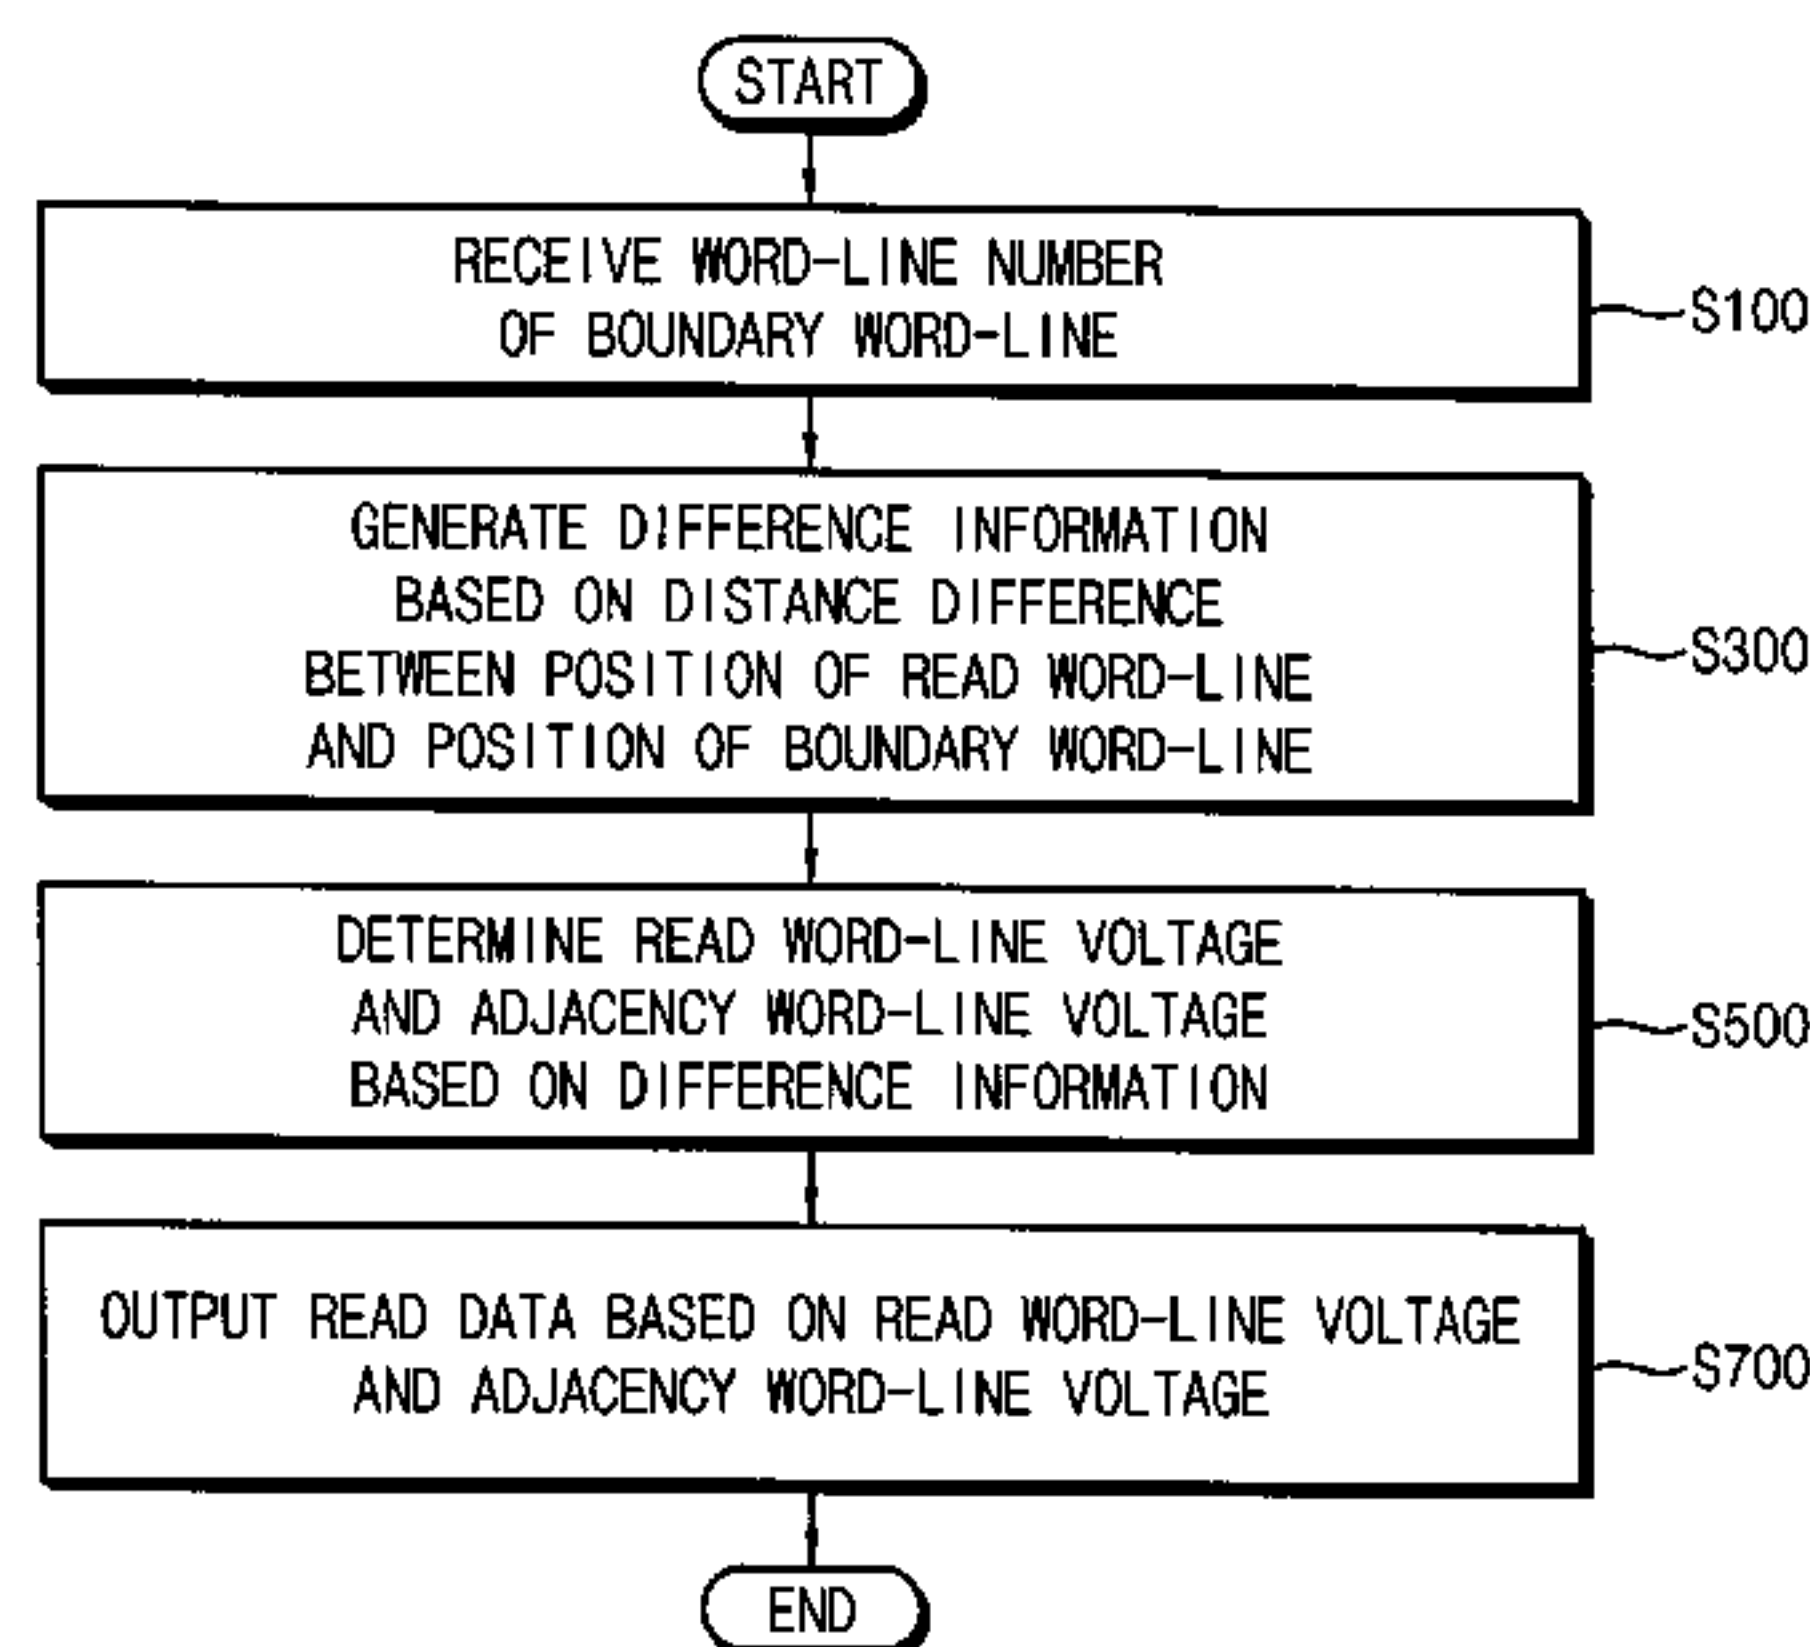 START
RECEIVE WORD-LINE NUMBER
OF BOUNDARY WORD-LINE
S100
GENERATE DIFFERENCE INFORMATION
BASED ON DISTANCE DIFFERENCE
BETWEEN POSITION OF READ WORD-LINE
AND POSITION OF BOUNDARY WORD-LINE
S300
DETERMINE READ WORD-LINE VOLTAGE
AND ADJACENCY WORD-LINE VOLTAGE
BASED ON DIFFERENCE INFORMATION
S500
OUTPUT READ DATA BASED ON READ WORD-LINE VOLTAGE
AND ADJACENCY WORD-LINE VOLTAGE
S700
END